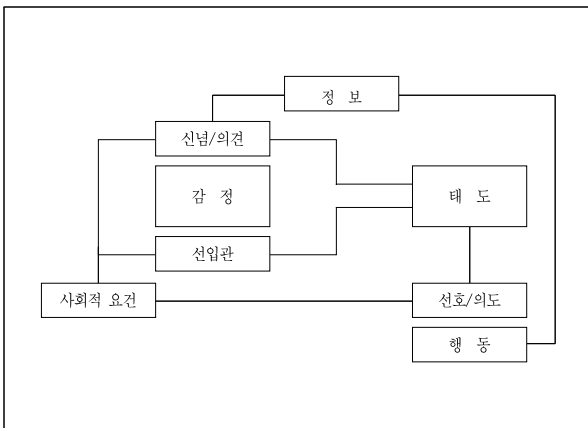 정 보
신념/의견
감 정
태 도
선입관
사회적 요건
선호/의도
행 동